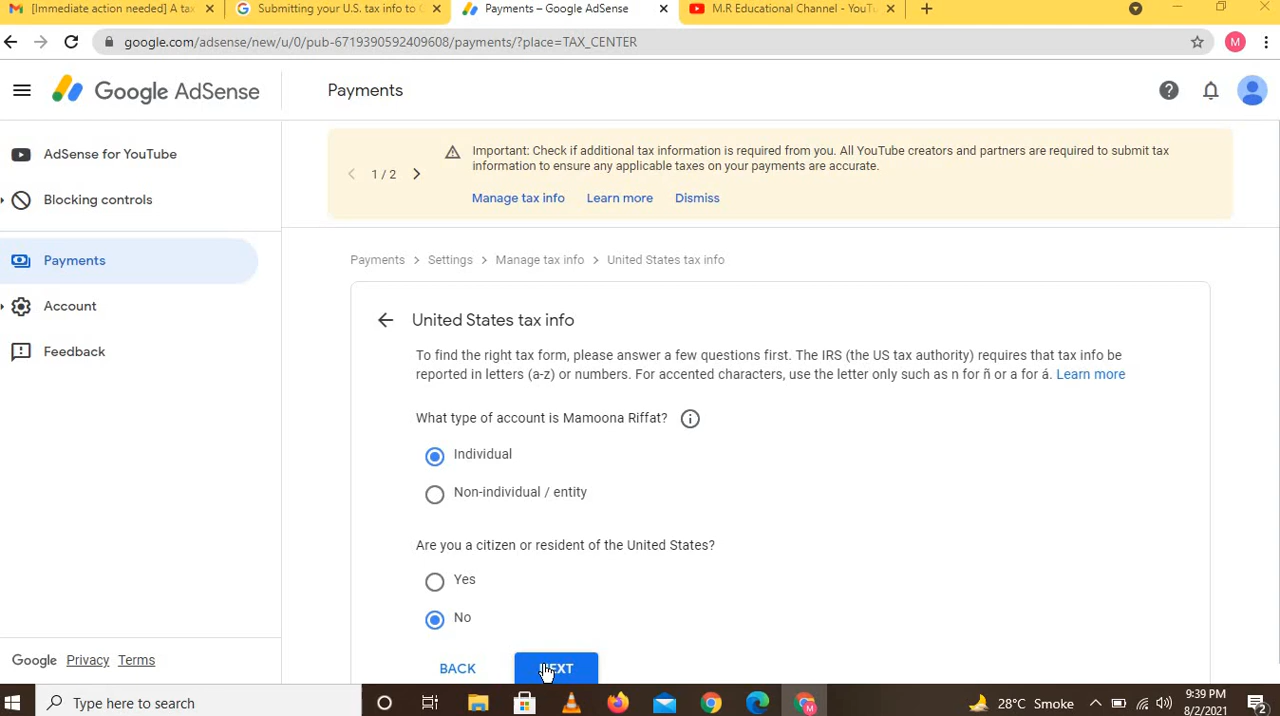 [Immediate action needed] A ta
Submitting your U.S. tax info to
Payments – Google AdSense
M.R Educational Channel - YouTu
google.com/adsense/new/u/0/pub-6719390592409608/payments/?place=TAX_CENTER
M
Google AdSense
Payments
AdSense for YouTube
Blocking controls
Payments
Account
Feedback
1 / 2
Important: Check if additional tax information is required from you. All YouTube creators and partners are required to submit tax
information to ensure any applicable taxes on your payments are accurate.
Manage tax info Learn more Dismiss
Payments > Settings > Manage tax info > United States tax info
United States tax info
To find the right tax form, please answer a few questions first. The IRS (the US tax authority) requires that tax info be
reported in letters (a-z) or numbers. For accented characters, use the letter only such as n for ñ or a for á. Learn more
What type of account is Mamoona Riffat?
Individual
Non-individual / entity
Are you a citizen or resident of the United States?
Yes
No
BACK NEXT
Google Privacy Terms
Type here to search
28°C Smoke
9:39 PM
8/2/2021
2